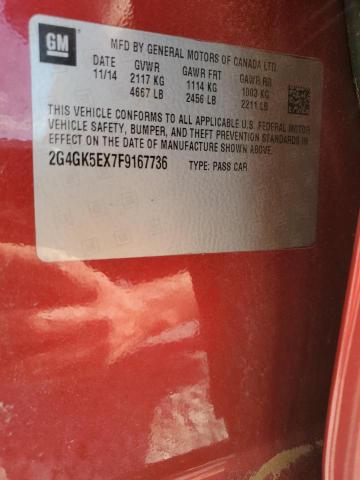 GM
MFD BY GENERAL MOTORS OF CANADA LTD.
DATE GVWR GAWR FRT GAWR RR
11/14 2117 KG 1114 KG 1003 KG
4667 LB 2456 LB 2211 LB
THIS VEHICLE CONFORMS TO ALL APPLICABLE U.S. FEDERAL MOTOR
VEHICLE SAFETY, BUMPER, AND THEFT PREVENTION STANDARDS IN
EFFECT ON THE DATE OF MANUFACTURE SHOWN ABOVE.
2G4GK5EX7F9167736 TYPE: PASS CAR